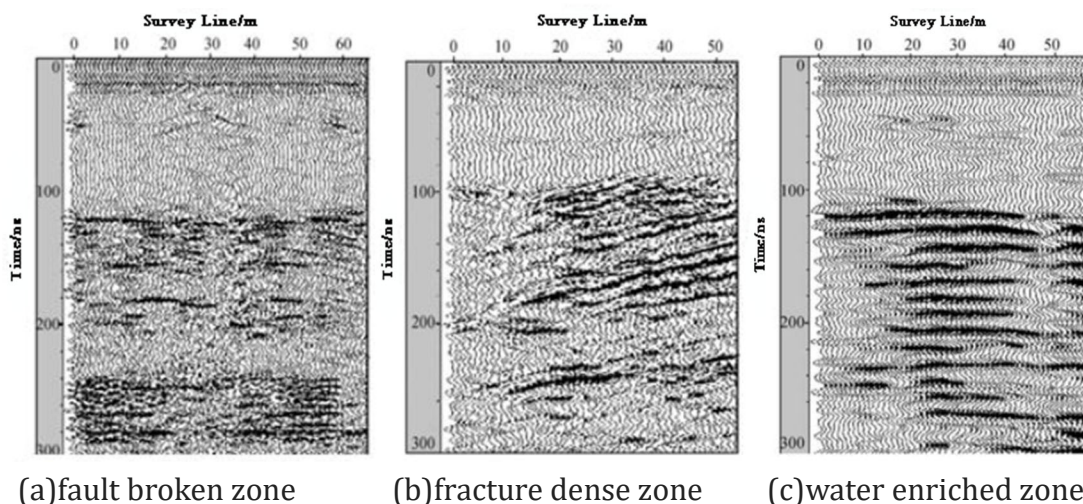 Survey Line/m
0 10 20 30 40 50 60
0
100
200
300
Time/ns
(a)fault broken zone
Survey Line/m
0 10 20 30 40 50
0
100
200
300
Time/ns
(b)fracture dense zone
Survey Line/m
0 10 20 30 40 50
0
100
200
300
Time/ns
(c)water enriched zone